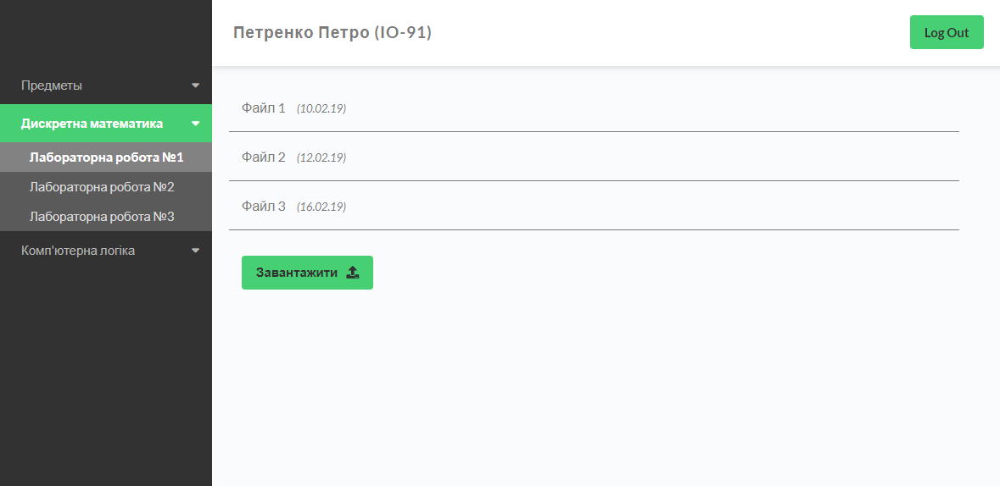 Петренко Петро (ІО-91)
Log Out
Предметы
Дискретна математика
Лабораторна робота №1
Лабораторна робота №2
Лабораторна робота №3
Комп'ютерна логіка
Файл 1 (10.02.19)
Файл 2 (12.02.19)
Файл 3 (16.02.19)
Завантажити